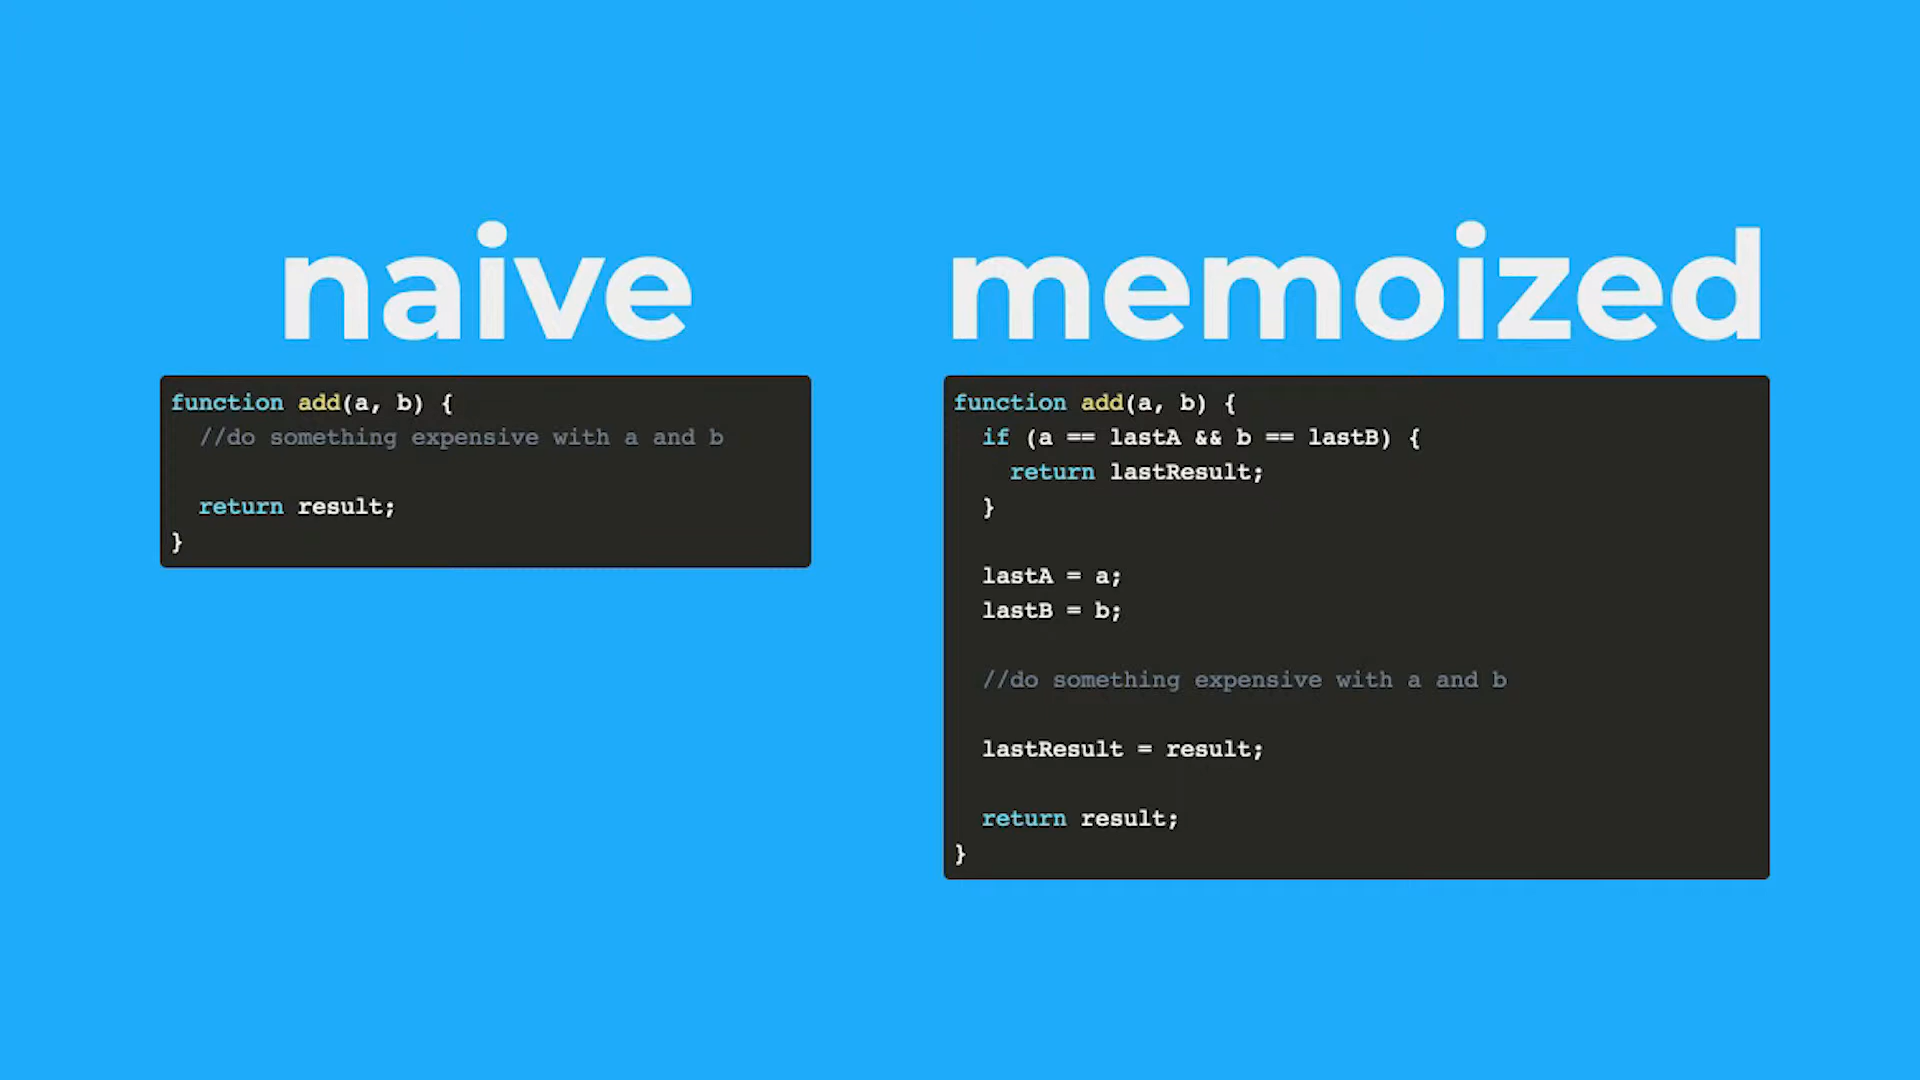 naive
function add(a, b) {
  //do something expensive with a and b

  return result;
}
memoized
function add(a, b) {
  if (a == lastA && b == lastB) {
    return lastResult;
  }

  lastA = a;
  lastB = b;

  //do something expensive with a and b

  lastResult = result;

  return result;
}